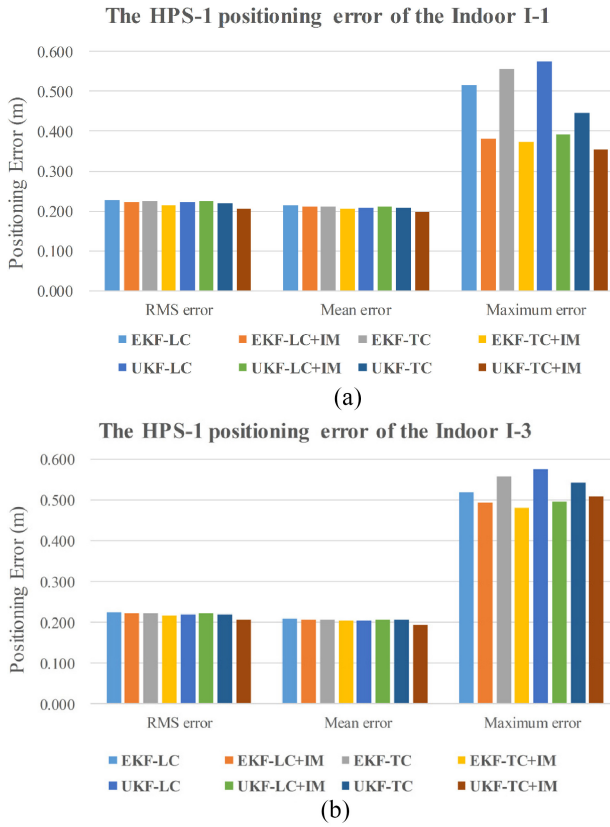 The HPS-1 positioning error of the Indoor I-1
Positioning Error (m)
0.600
0.500
0.400
0.300
0.200
0.100
0.000
RMS error Mean error Maximum error
EKF-LC EKF-LC+IM EKF-TC EKF-TC+IM
UKF-LC UKF-LC+IM UKF-TC UKF-TC+IM
(a)
The HPS-1 positioning error of the Indoor I-3
Positioning Error (m)
0.600
0.500
0.400
0.300
0.200
0.100
0.000
RMS error Mean error Maximum error
EKF-LC EKF-LC+IM EKF-TC EKF-TC+IM
UKF-LC UKF-LC+IM UKF-TC UKF-TC+IM
(b)